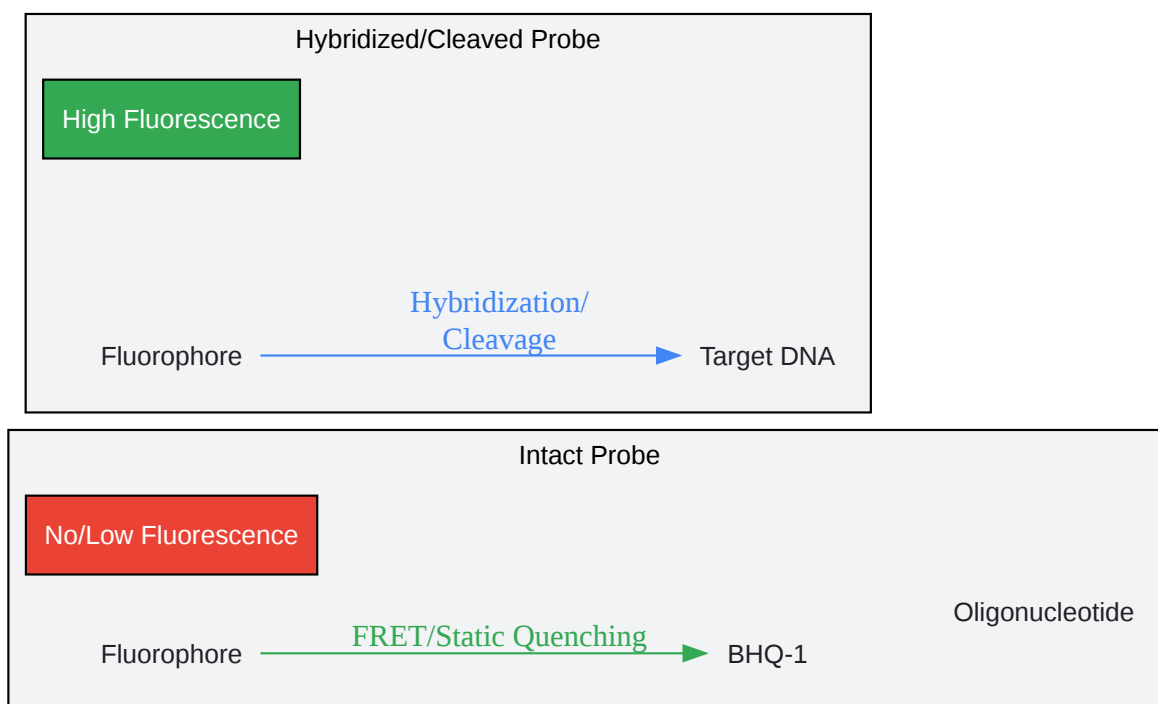 Hybridized/Cleaved Probe
High Fluorescence
Hybridization/
Cleavage
Fluorophore
Target DNA
Intact Probe
No/Low Fluorescence
Oligonucleotide
FRET/Static Quenching
Fluorophore
BHQ-1